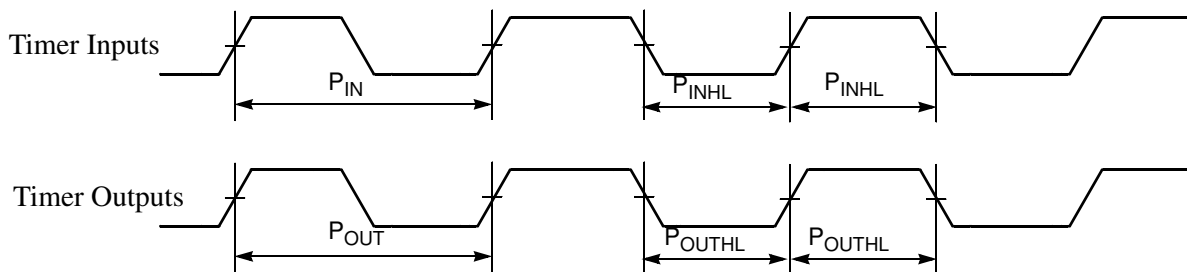 Timer Inputs
P_IN
P_INHL
P_INHL
Timer Outputs
P_OUT
P_OUTHL
P_OUTHL